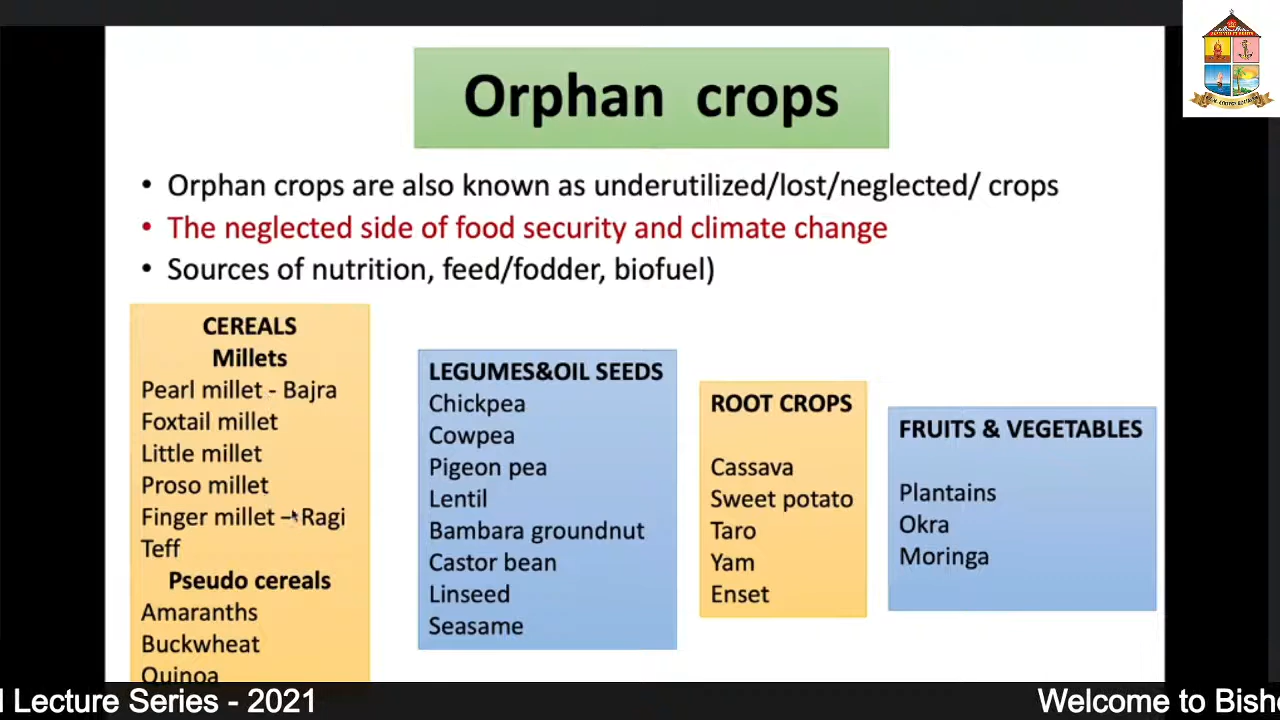 Orphan crops
• Orphan crops are also known as underutilized/lost/neglected/ crops
• The neglected side of food security and climate change
• Sources of nutrition, feed/fodder, biofuel)
CEREALS
Millets
Pearl millet - Bajra
Foxtail millet
Little millet
Proso millet
Finger millet – Ragi
Teff
Pseudo cereals
Amaranths
Buckwheat
Quinoa
LEGUMES&OIL SEEDS
Chickpea
Cowpea
Pigeon pea
Lentil
Bambara groundnut
Castor bean
Linseed
Seasame
ROOT CROPS
Cassava
Sweet potato
Taro
Yam
Enset
FRUITS & VEGETABLES
Plantains
Okra
Moringa
Lecture Series - 2021
Welcome to